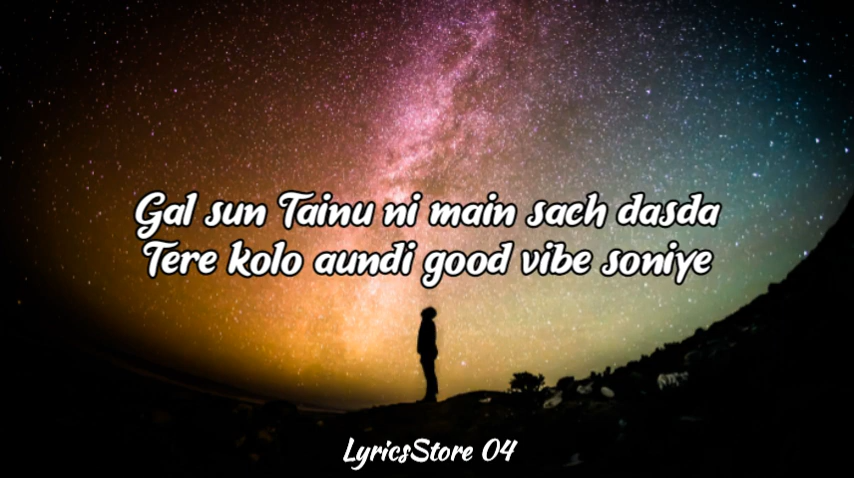 Gal sun Tainu ni main sach dasda
Tere kolo aundi good vibe soniye
LyricsStore 04